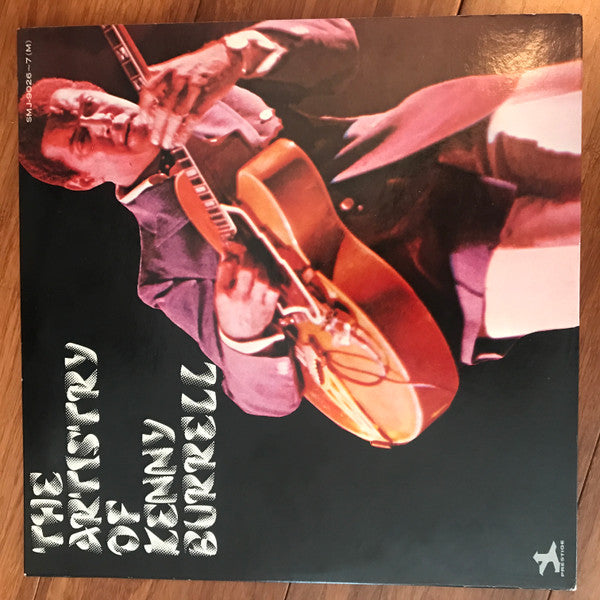 SMJ-9026~7(M)
THE
ARTISTRY
OF
KENNY
BURRELL
PRESTIGE